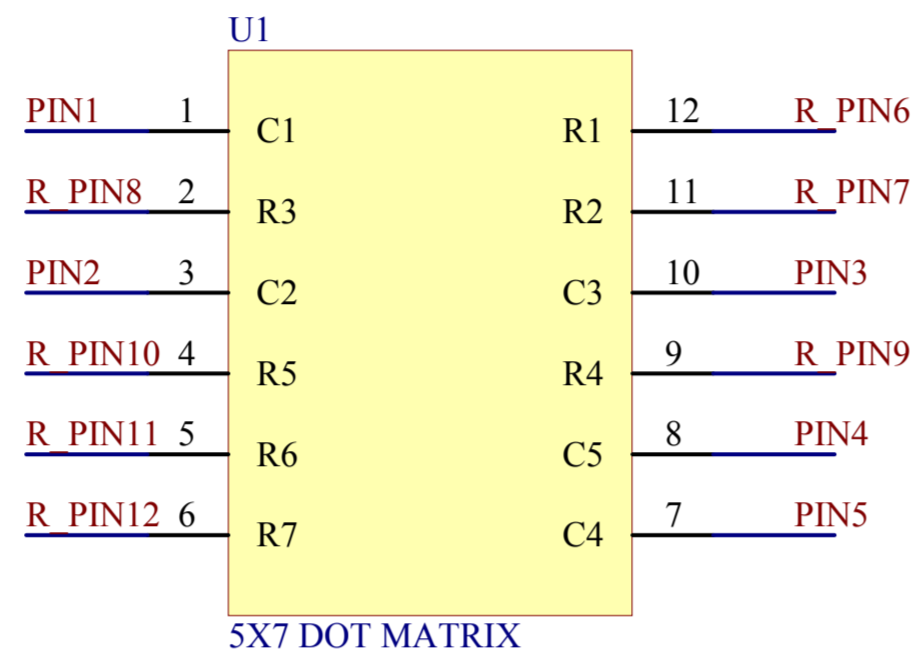 U1
PIN1 1 C1 R1 12 R_PIN6
R_PIN8 2 R3 R2 11 R_PIN7
PIN2 3 C2 C3 10 PIN3
R_PIN10 4 R5 R4 9 R_PIN9
R_PIN11 5 R6 C5 8 PIN4
R_PIN12 6 R7 C4 7 PIN5
5X7 DOT MATRIX